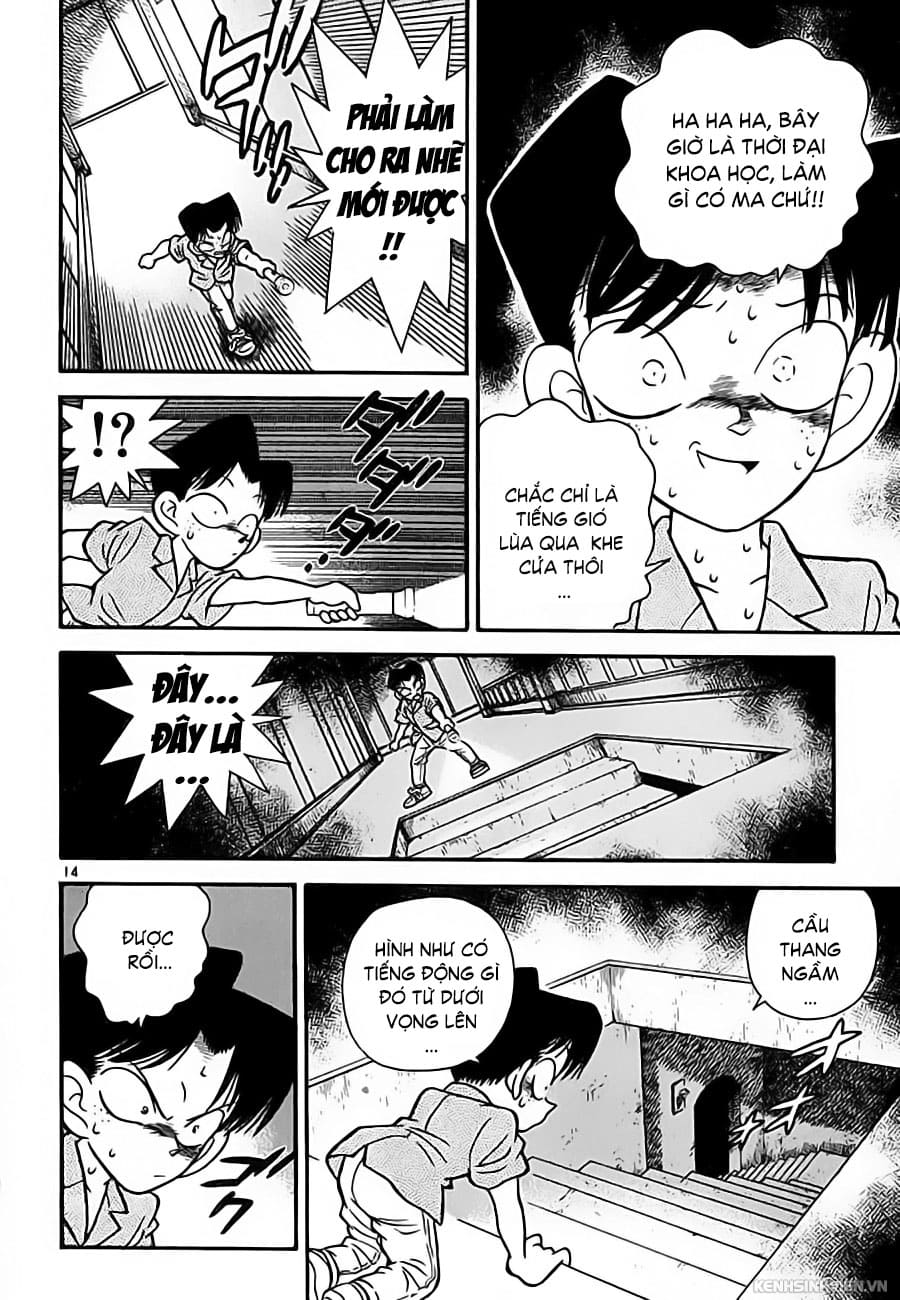 HA HA HA, BÂY
GIỜ LÀ THỜI ĐẠI
KHOA HỌC, LÀM
GÌ CÓ MA CHỨ!!
CHẮC CHỈ LÀ
TIẾNG GIÓ
LÙA QUA KHE
CỬA THÔI
...
PHẢI LÀM
CHO RA NHẼ
MỚI ĐƯỢC
!!
!?
ĐÂY...
ĐÂY LÀ
...
14
CẦU
THANG
NGẦM
...
HÌNH NHƯ CÓ
TIẾNG ĐỘNG GÌ
ĐÓ TỪ DƯỚI
VỌNG LÊN
...
ĐƯỢC
RỒI...